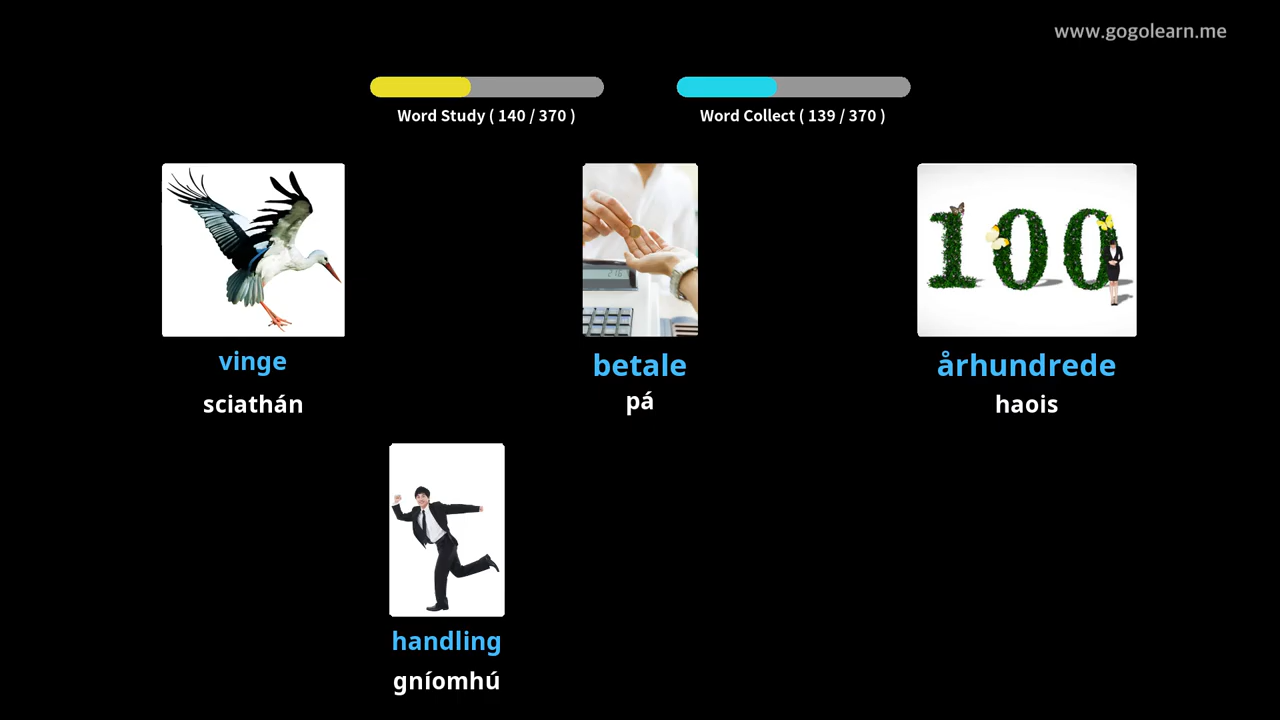 www.gogolearn.me
Word Study ( 140 / 370 )
Word Collect ( 139 / 370 )
100
vinge
betale
århundrede
sciathán
pá
haois
handling
gníomhú